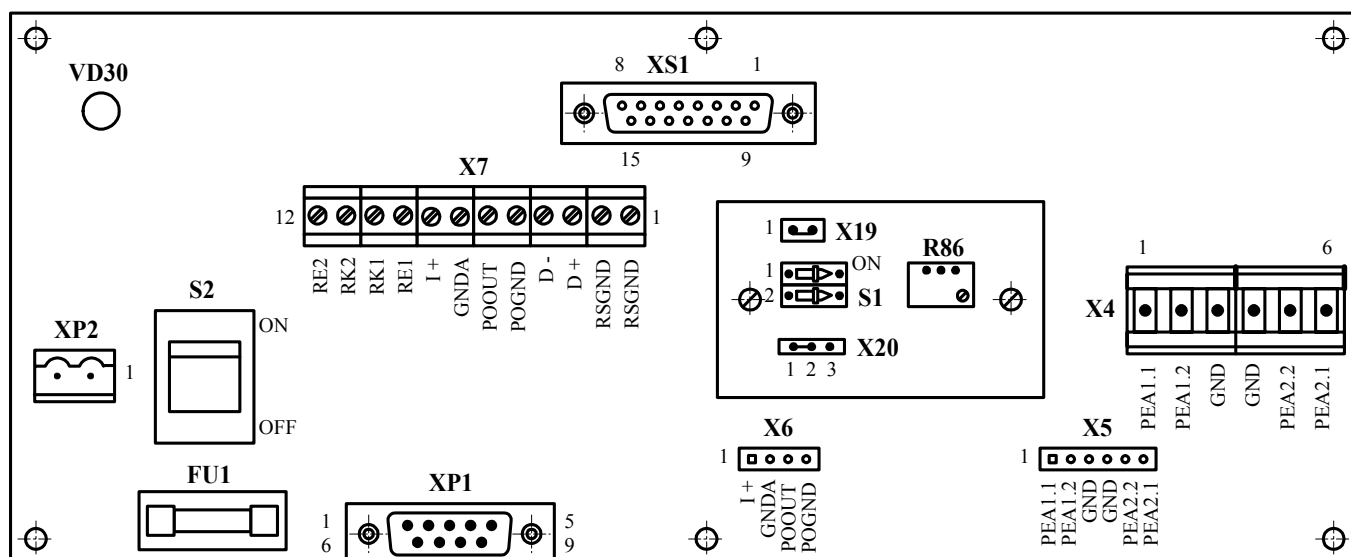 VD30
XS1
8 1
15 9
X7
12 1
RE2 RK2 RK1 RE1 I+ GNDA POOUT POGND D- D+ RSGND RSGND
1 X19
R86
1 ON
2 S1
X20
1 2 3
1 6
X4
PEA1.1 PEA1.2 GND GND PEA2.2 PEA2.1
S2
ON
OFF
XP2
1
X6
1
I+ GNDA POOUT POGND
X5
1
PEA1.1 PEA1.2 GND GND PEA2.2 PEA2.1
FU1
XP1
1 5
6 9